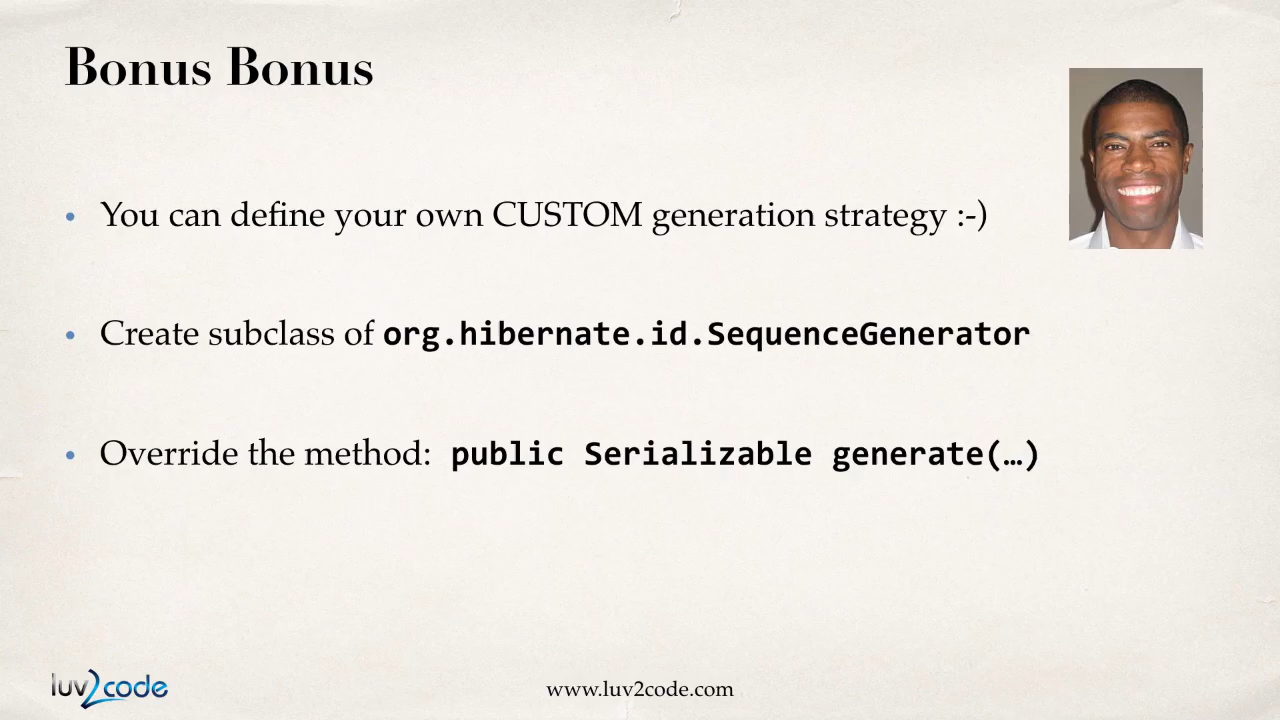 Bonus Bonus
• You can define your own CUSTOM generation strategy :-)
• Create subclass of org.hibernate.id.SequenceGenerator
• Override the method: public Serializable generate(…)
luv2code
www.luv2code.com